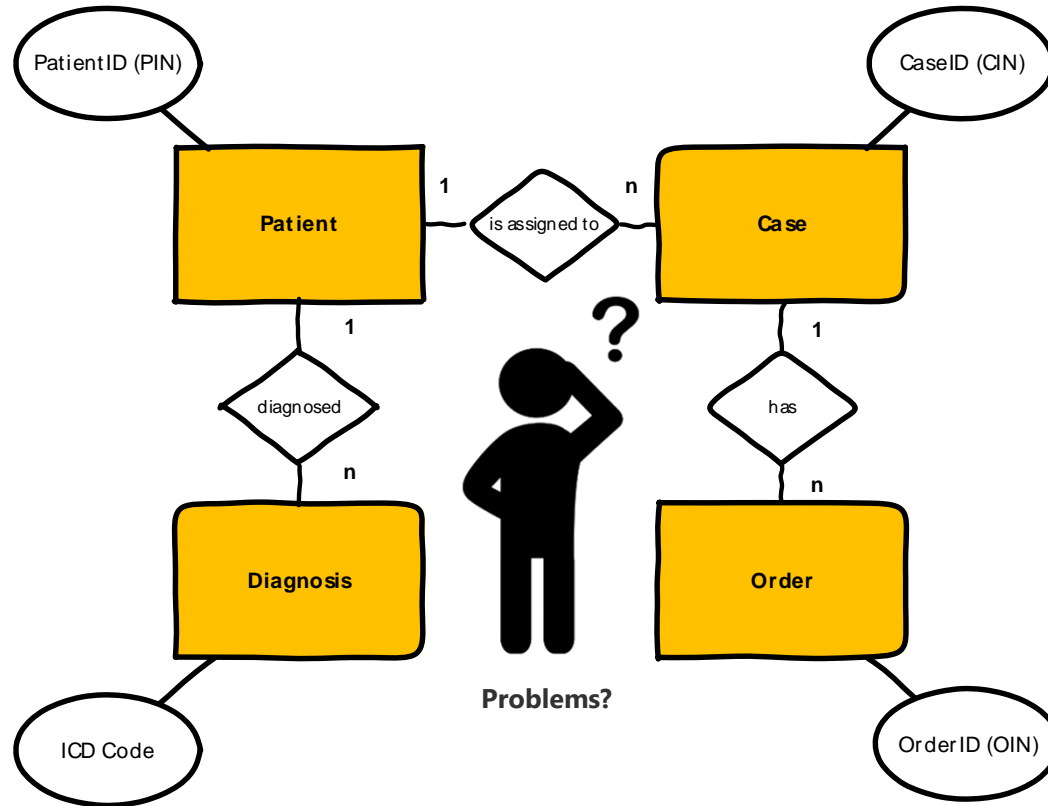 PatientID (PIN)
CaseID (CIN)
Patient
1
is assigned to
n
Case
1
?
1
diagnosed
has
n
n
Diagnosis
Order
Problems?
ICD Code
OrderID (OIN)